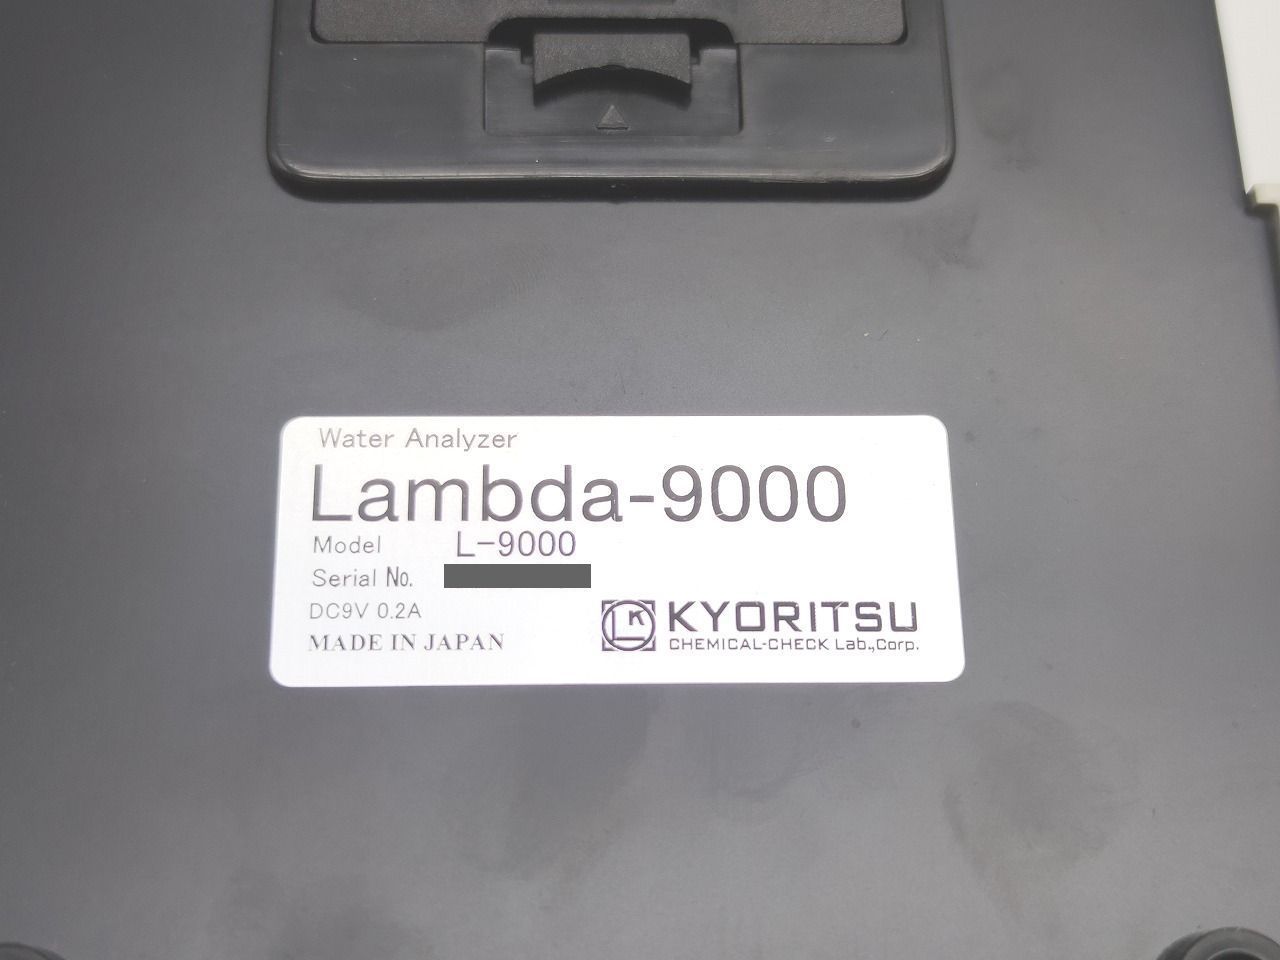 Water Analyzer
Lambda-9000
Model L-9000
Serial No.
DC9V 0.2A
MADE IN JAPAN
LK KYORITSU
CHEMICAL-CHECK Lab.,Corp.